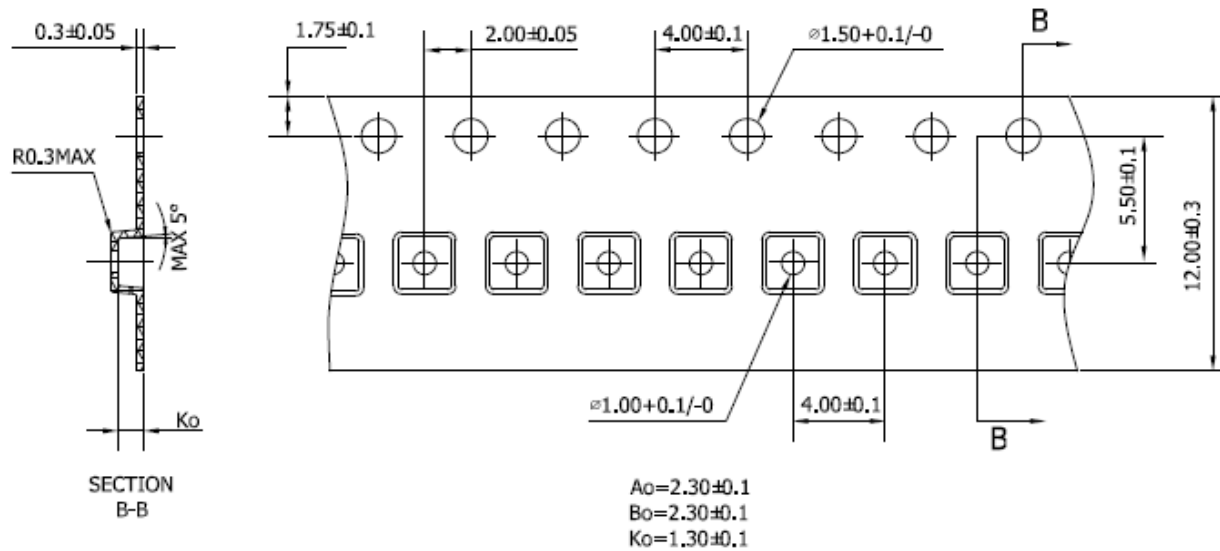 0.3±0.05
1.75±0.1
2.00±0.05
4.00±0.1
⌀1.50+0.1/-0
B
R0.3MAX
MAX 5°
5.50±0.1
12.00±0.3
Ko
⌀1.00+0.1/-0
4.00±0.1
B
SECTION
B-B
Ao=2.30±0.1
Bo=2.30±0.1
Ko=1.30±0.1